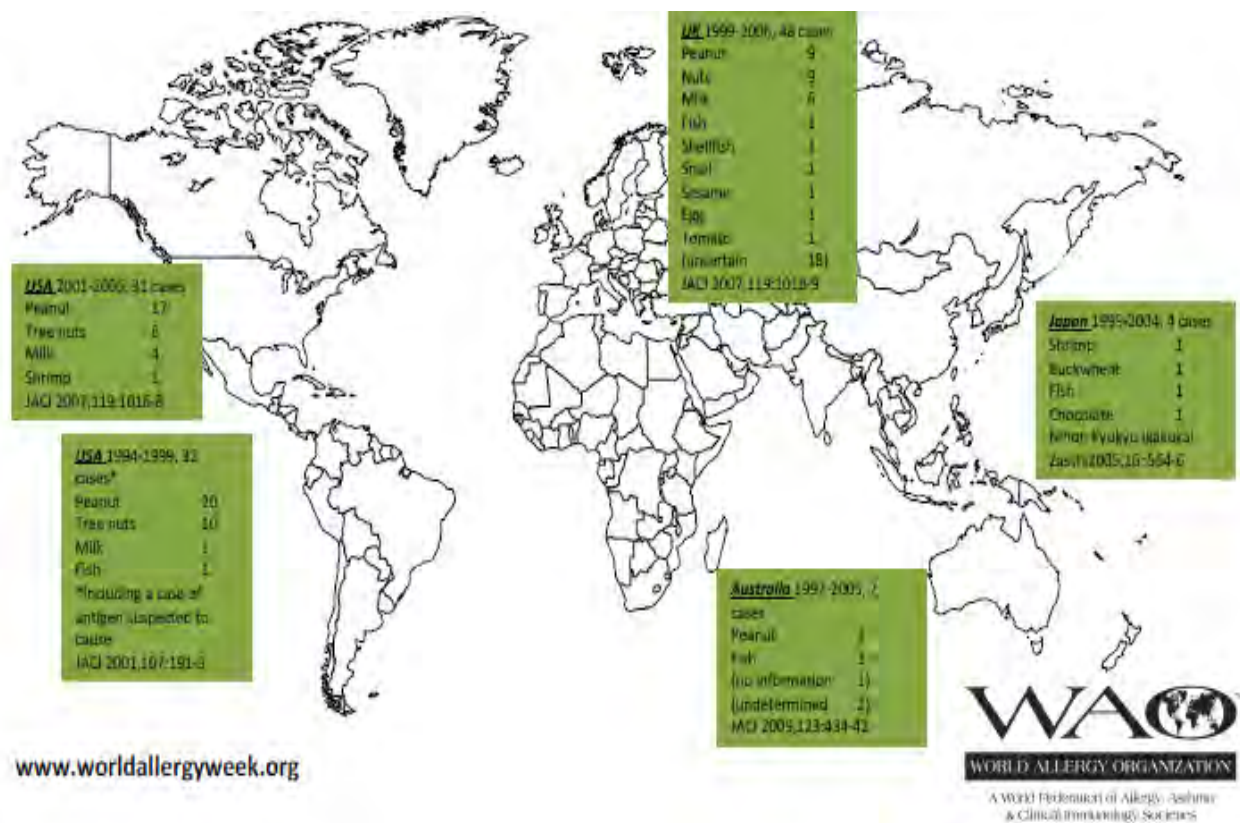 UK 1999-2006, 48 cases
Peanut 9
Nuts 9
Milk 6
Fish 1
Shellfish 1
Snail 1
Sesame 1
Egg 1
Tomato 1
(uncertain 18)
JACI 2007,119:1018-9
USA 2001-2006, 31 cases
Peanut 17
Tree nuts 8
Milk 4
Shrimp 1
JACI 2007,119:1016-8
Japan 1999-2004, 4 cases
Shrimp 1
Buckwheat 1
Fish 1
Chocolate 1
Nihon Kyukyu
Zasshi 2005,16:564-6
USA 1994-1999, 32
cases*
Peanut 20
Tree nuts 10
Milk 1
Fish 1
*Including a case of
antigen suspected to
cause
JACI 2001,107:191-3
Australia 1997-2005, 7
cases
Peanut
Fish
(no information 1)
(undetermined 2)
JACI 2009,123:434-42
WAO
WORLD ALLERGY ORGANIZATION
A World Federation of Allergy, Asthma
& Clinical Immunology Societies
www.worldallergyweek.org